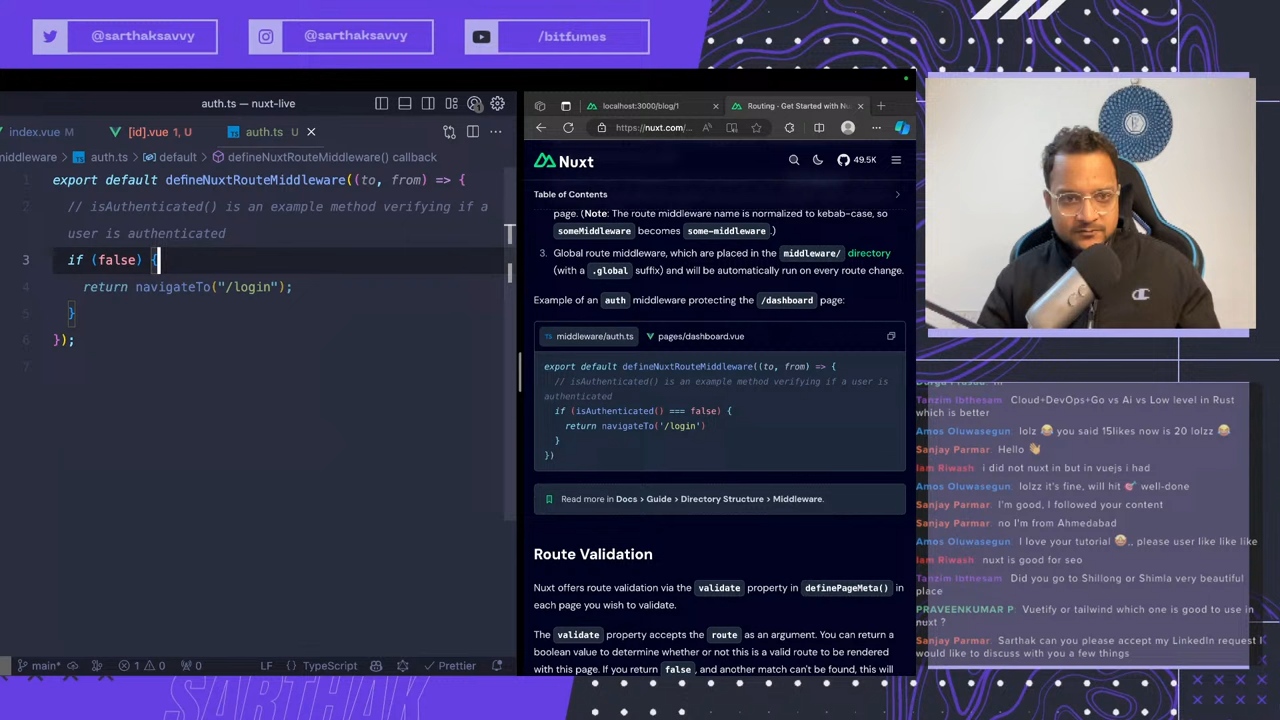 @sarthaksavvy
@sarthaksavvy
/bitfumes
auth.ts — nuxt-live
index.vue M
[id].vue 1, U
auth.ts U
middleware > auth.ts > default > defineNuxtRouteMiddleware() callback
1 export default defineNuxtRouteMiddleware((to, from) => {
2 // isAuthenticated() is an example method verifying if a
user is authenticated
3 if (false) {
4 return navigateTo("/login");
5 }
6 });
7
main*
1 0
0
LF
TypeScript
Prettier
localhost:3000/blog/1
Routing - Get Started with Nu
https://nuxt.com/...
Nuxt
49.5K
Table of Contents
page. (Note: The route middleware name is normalized to kebab-case, so
someMiddleware becomes some-middleware.)
3. Global route middleware, which are placed in the middleware/ directory
(with a .global suffix) and will be automatically run on every route change.
Example of an auth middleware protecting the /dashboard page:
middleware/auth.ts
pages/dashboard.vue
export default defineNuxtRouteMiddleware((to, from) => {
// isAuthenticated() is an example method verifying if a user is
authenticated
if (isAuthenticated() === false) {
return navigateTo('/login')
}
})
Read more in Docs > Guide > Directory Structure > Middleware.
Route Validation
Nuxt offers route validation via the validate property in definePageMeta() in
each page you wish to validate.
The validate property accepts the route as an argument. You can return a
boolean value to determine whether or not this is a valid route to be rendered
with this page. If you return false, and another match can't be found, this will
Tanzim Ibthesam Cloud+DevOps+Go vs Ai vs Low level in Rust
which is better
Amos Oluwasegun: lolz 😂 you said 15likes now is 20 lolzz 😂
Sanjay Parmar: Hello 👋
Iam Riwash: i did not nuxt in but in vuejs i had
Amos Oluwasegun: lolzz it's fine, will hit 🎯 well-done
Sanjay Parmar: I'm good, I followed your content
Sanjay Parmar: no I'm from Ahmedabad
Amos Oluwasegun: I love your tutorial 🤩,, please user like like like
Iam Riwash: nuxt is good for seo
Tanzim Ibthesam: Did you go to Shillong or Shimla very beautiful
place
PRAVEENKUMAR P: Vuetify or tailwind which one is good to use in
nuxt ?
Sanjay Parmar: Sarthak can you please accept my LinkedIn request I
would like to discuss with you a few things
SARTHAK